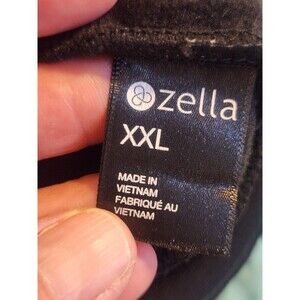 zella
XXL
MADE IN
VIETNAM
FABRIQUÉ AU
VIETNAM